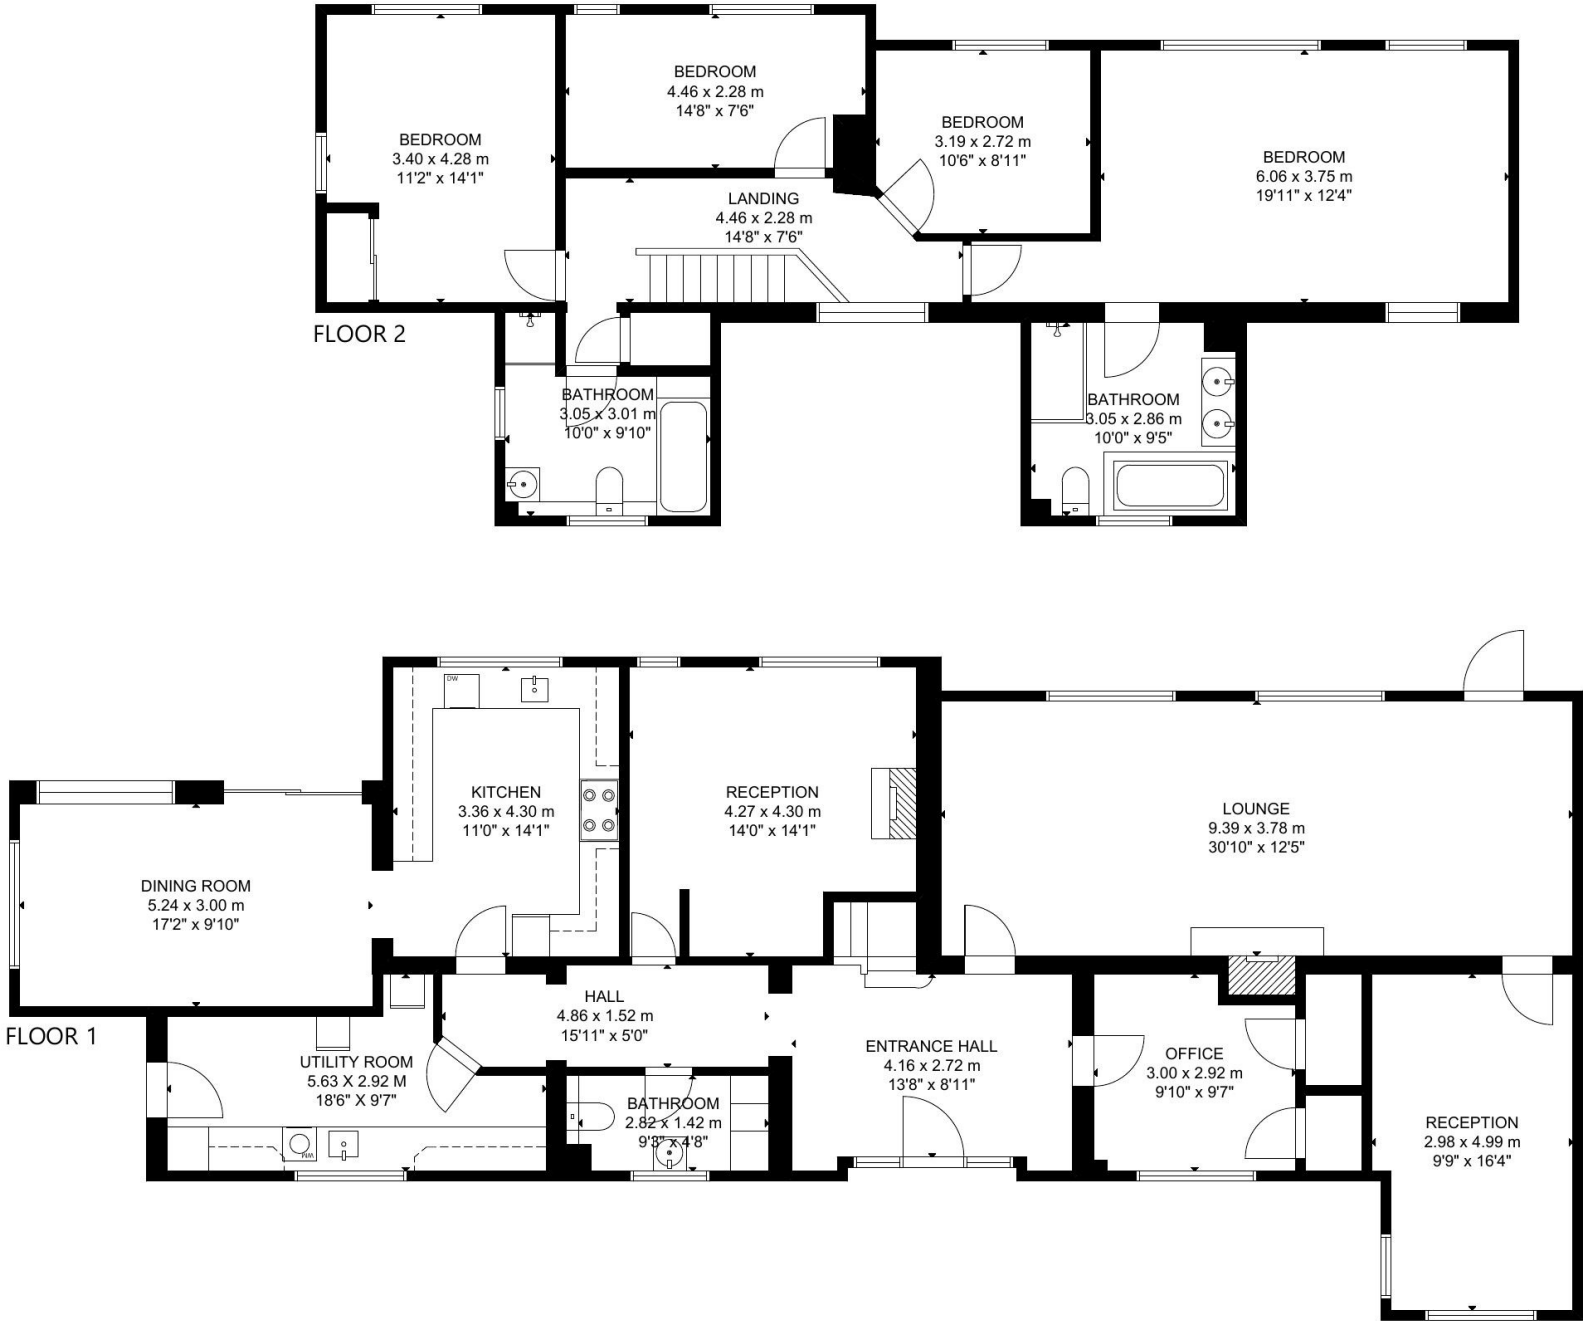 BEDROOM
3.40 x 4.28 m
11'2" x 14'1"
BEDROOM
4.46 x 2.28 m
14'8" x 7'6"
BEDROOM
3.19 x 2.72 m
10'6" x 8'11"
BEDROOM
6.06 x 3.75 m
19'11" x 12'4"
LANDING
4.46 x 2.28 m
14'8" x 7'6"
FLOOR 2
BATHROOM
3.05 x 3.01 m
10'0" x 9'10"
BATHROOM
3.05 x 2.86 m
10'0" x 9'5"
DW
KITCHEN
3.36 x 4.30 m
11'0" x 14'1"
RECEPTION
4.27 x 4.30 m
14'0" x 14'1"
LOUNGE
9.39 x 3.78 m
30'10" x 12'5"
DINING ROOM
5.24 x 3.00 m
17'2" x 9'10"
FLOOR 1
HALL
4.86 x 1.52 m
15'11" x 5'0"
UTILITY ROOM
5.63 X 2.92 M
18'6" X 9'7"
WM
BATHROOM
2.82 x 1.42 m
9'3" x 4'8"
ENTRANCE HALL
4.16 x 2.72 m
13'8" x 8'11"
OFFICE
3.00 x 2.92 m
9'10" x 9'7"
RECEPTION
2.98 x 4.99 m
9'9" x 16'4"